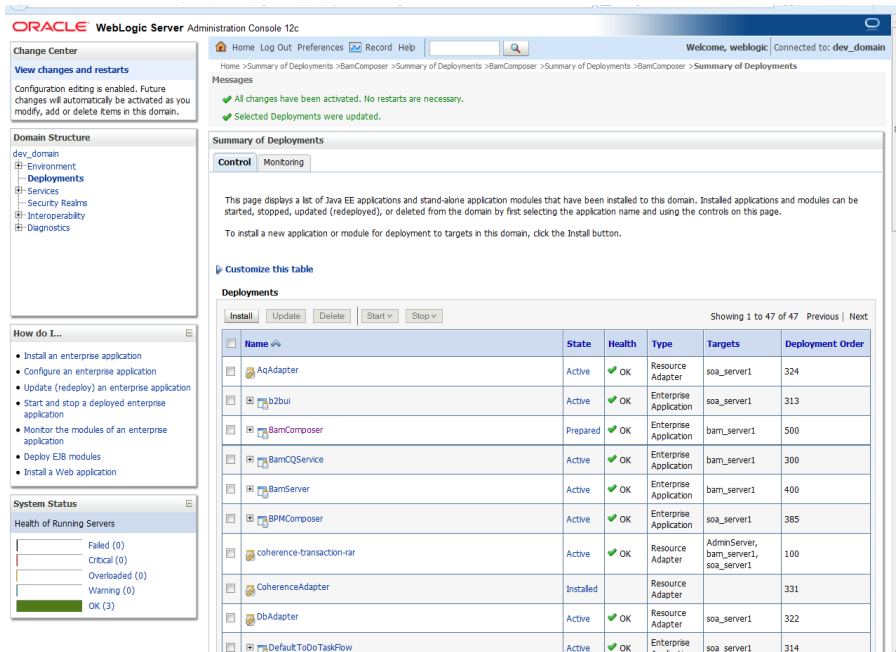 ORACLE WebLogic Server Administration Console 12c
Change Center
View changes and restarts
Configuration editing is enabled. Future
changes will automatically be activated as you
modify, add or delete items in this domain.
Domain Structure
dev_domain
Environment
Deployments
Services
Security Realms
Interoperability
Diagnostics
How do I...
Install an enterprise application
Configure an enterprise application
Update (redeploy) an enterprise application
Start and stop a deployed enterprise
application
Monitor the modules of an enterprise
application
Deploy EJB modules
Install a Web application
System Status
Health of Running Servers
Failed (0)
Critical (0)
Overloaded (0)
Warning (0)
OK (3)
Home Log Out Preferences Record Help
Welcome, weblogic Connected to: dev_domain
Home >Summary of Deployments >BamComposer >Summary of Deployments >BamComposer >Summary of Deployments >BamComposer >Summary of Deployments
Messages
All changes have been activated. No restarts are necessary.
Selected Deployments were updated.
Summary of Deployments
Control Monitoring
This page displays a list of Java EE applications and stand-alone application modules that have been installed to this domain. Installed applications and modules can be
started, stopped, updated (redeployed), or deleted from the domain by first selecting the application name and using the controls on this page.
To install a new application or module for deployment to targets in this domain, click the Install button.
Customize this table
Deployments
Install Update Delete Start Stop
Showing 1 to 47 of 47 Previous | Next
Name State Health Type Targets Deployment Order
AqAdapter Active OK Resource Adapter soa_server1 324
b2bui Active OK Enterprise Application soa_server1 313
BamComposer Prepared OK Enterprise Application bam_server1 500
BamCQService Active OK Enterprise Application bam_server1 300
BamServer Active OK Enterprise Application bam_server1 400
BPMComposer Active OK Enterprise Application soa_server1 385
coherence-transaction-rar Active OK Resource Adapter AdminServer, bam_server1, soa_server1 100
CoherenceAdapter Installed Resource Adapter 331
DbAdapter Active OK Resource Adapter soa_server1 322
DefaultToDoTaskFlow Active OK Enterprise soa_server1 314